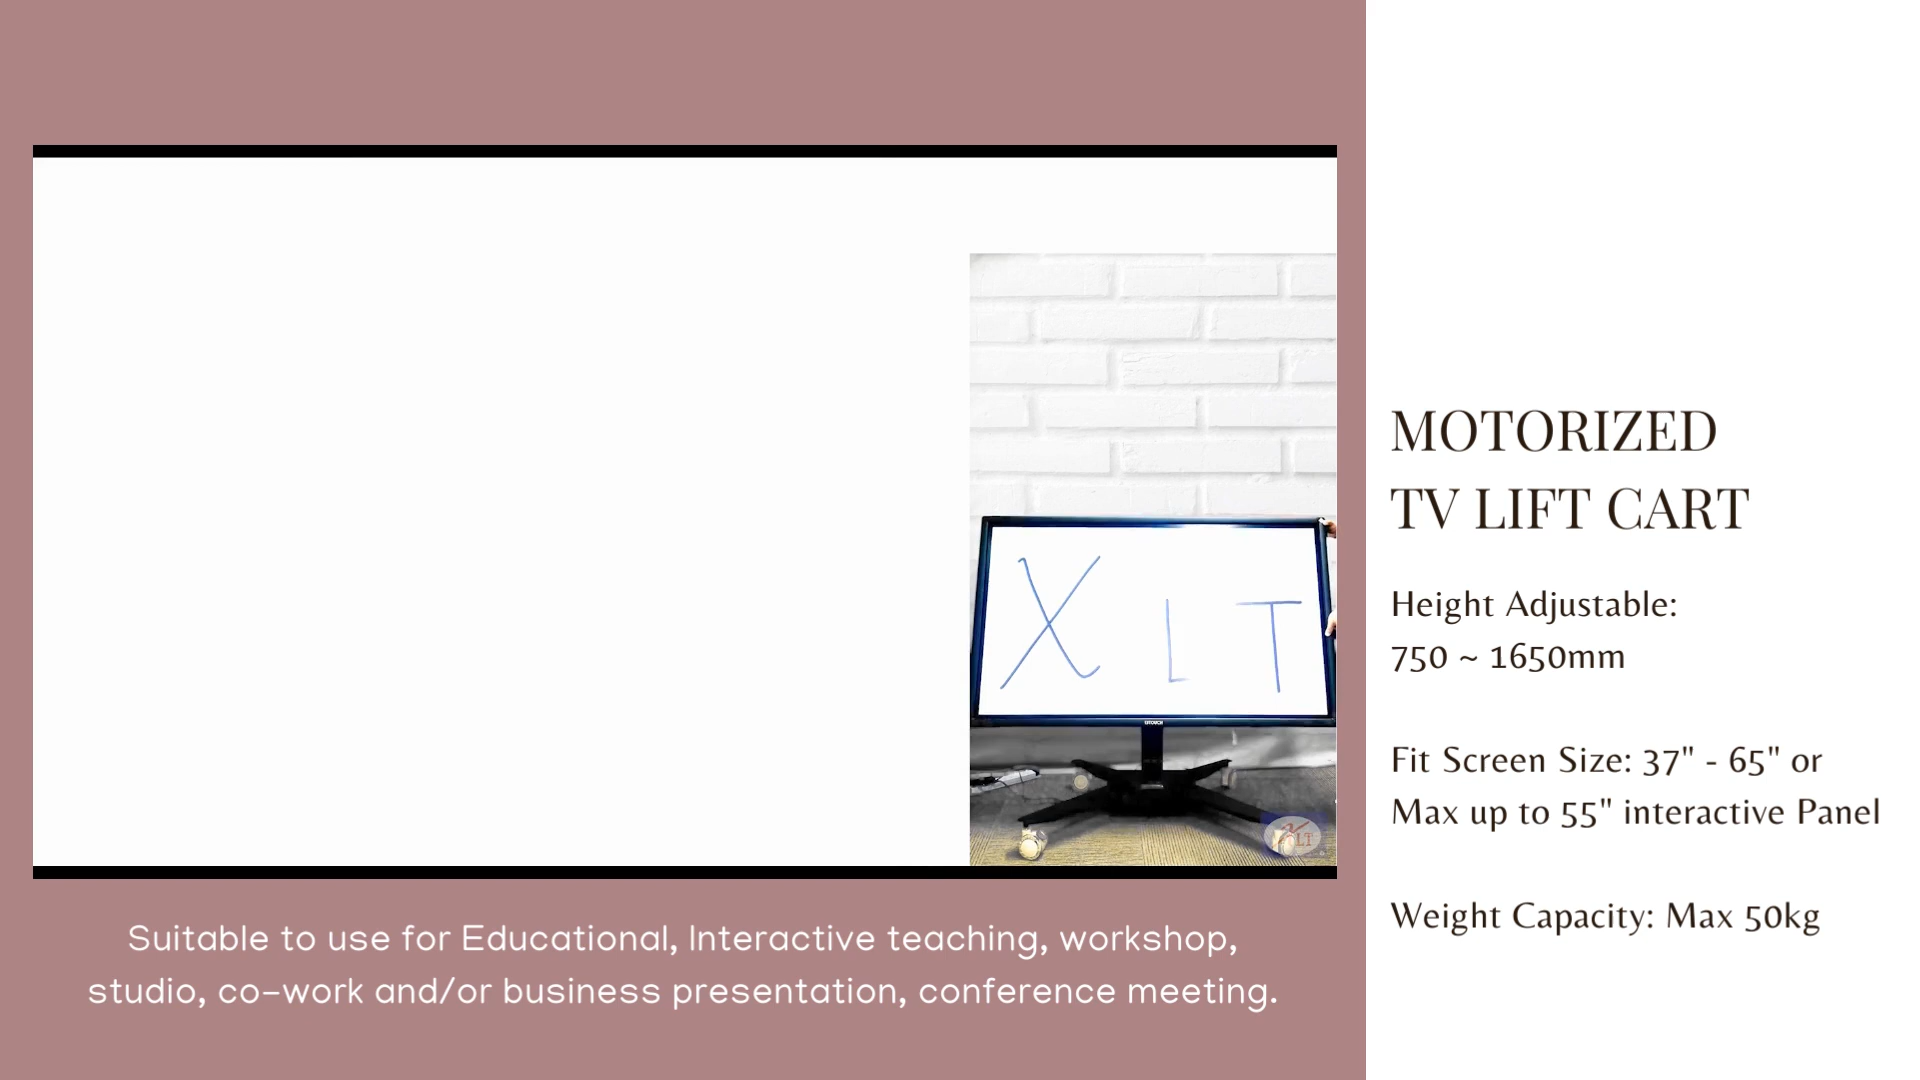 X L T
LT
Suitable to use for Educational, Interactive teaching, workshop,
studio, co-work and/or business presentation, conference meeting.
MOTORIZED
TV LIFT CART
Height Adjustable:
750 ~ 1650mm
Fit Screen Size: 37" - 65" or
Max up to 55" interactive Panel
Weight Capacity: Max 50kg